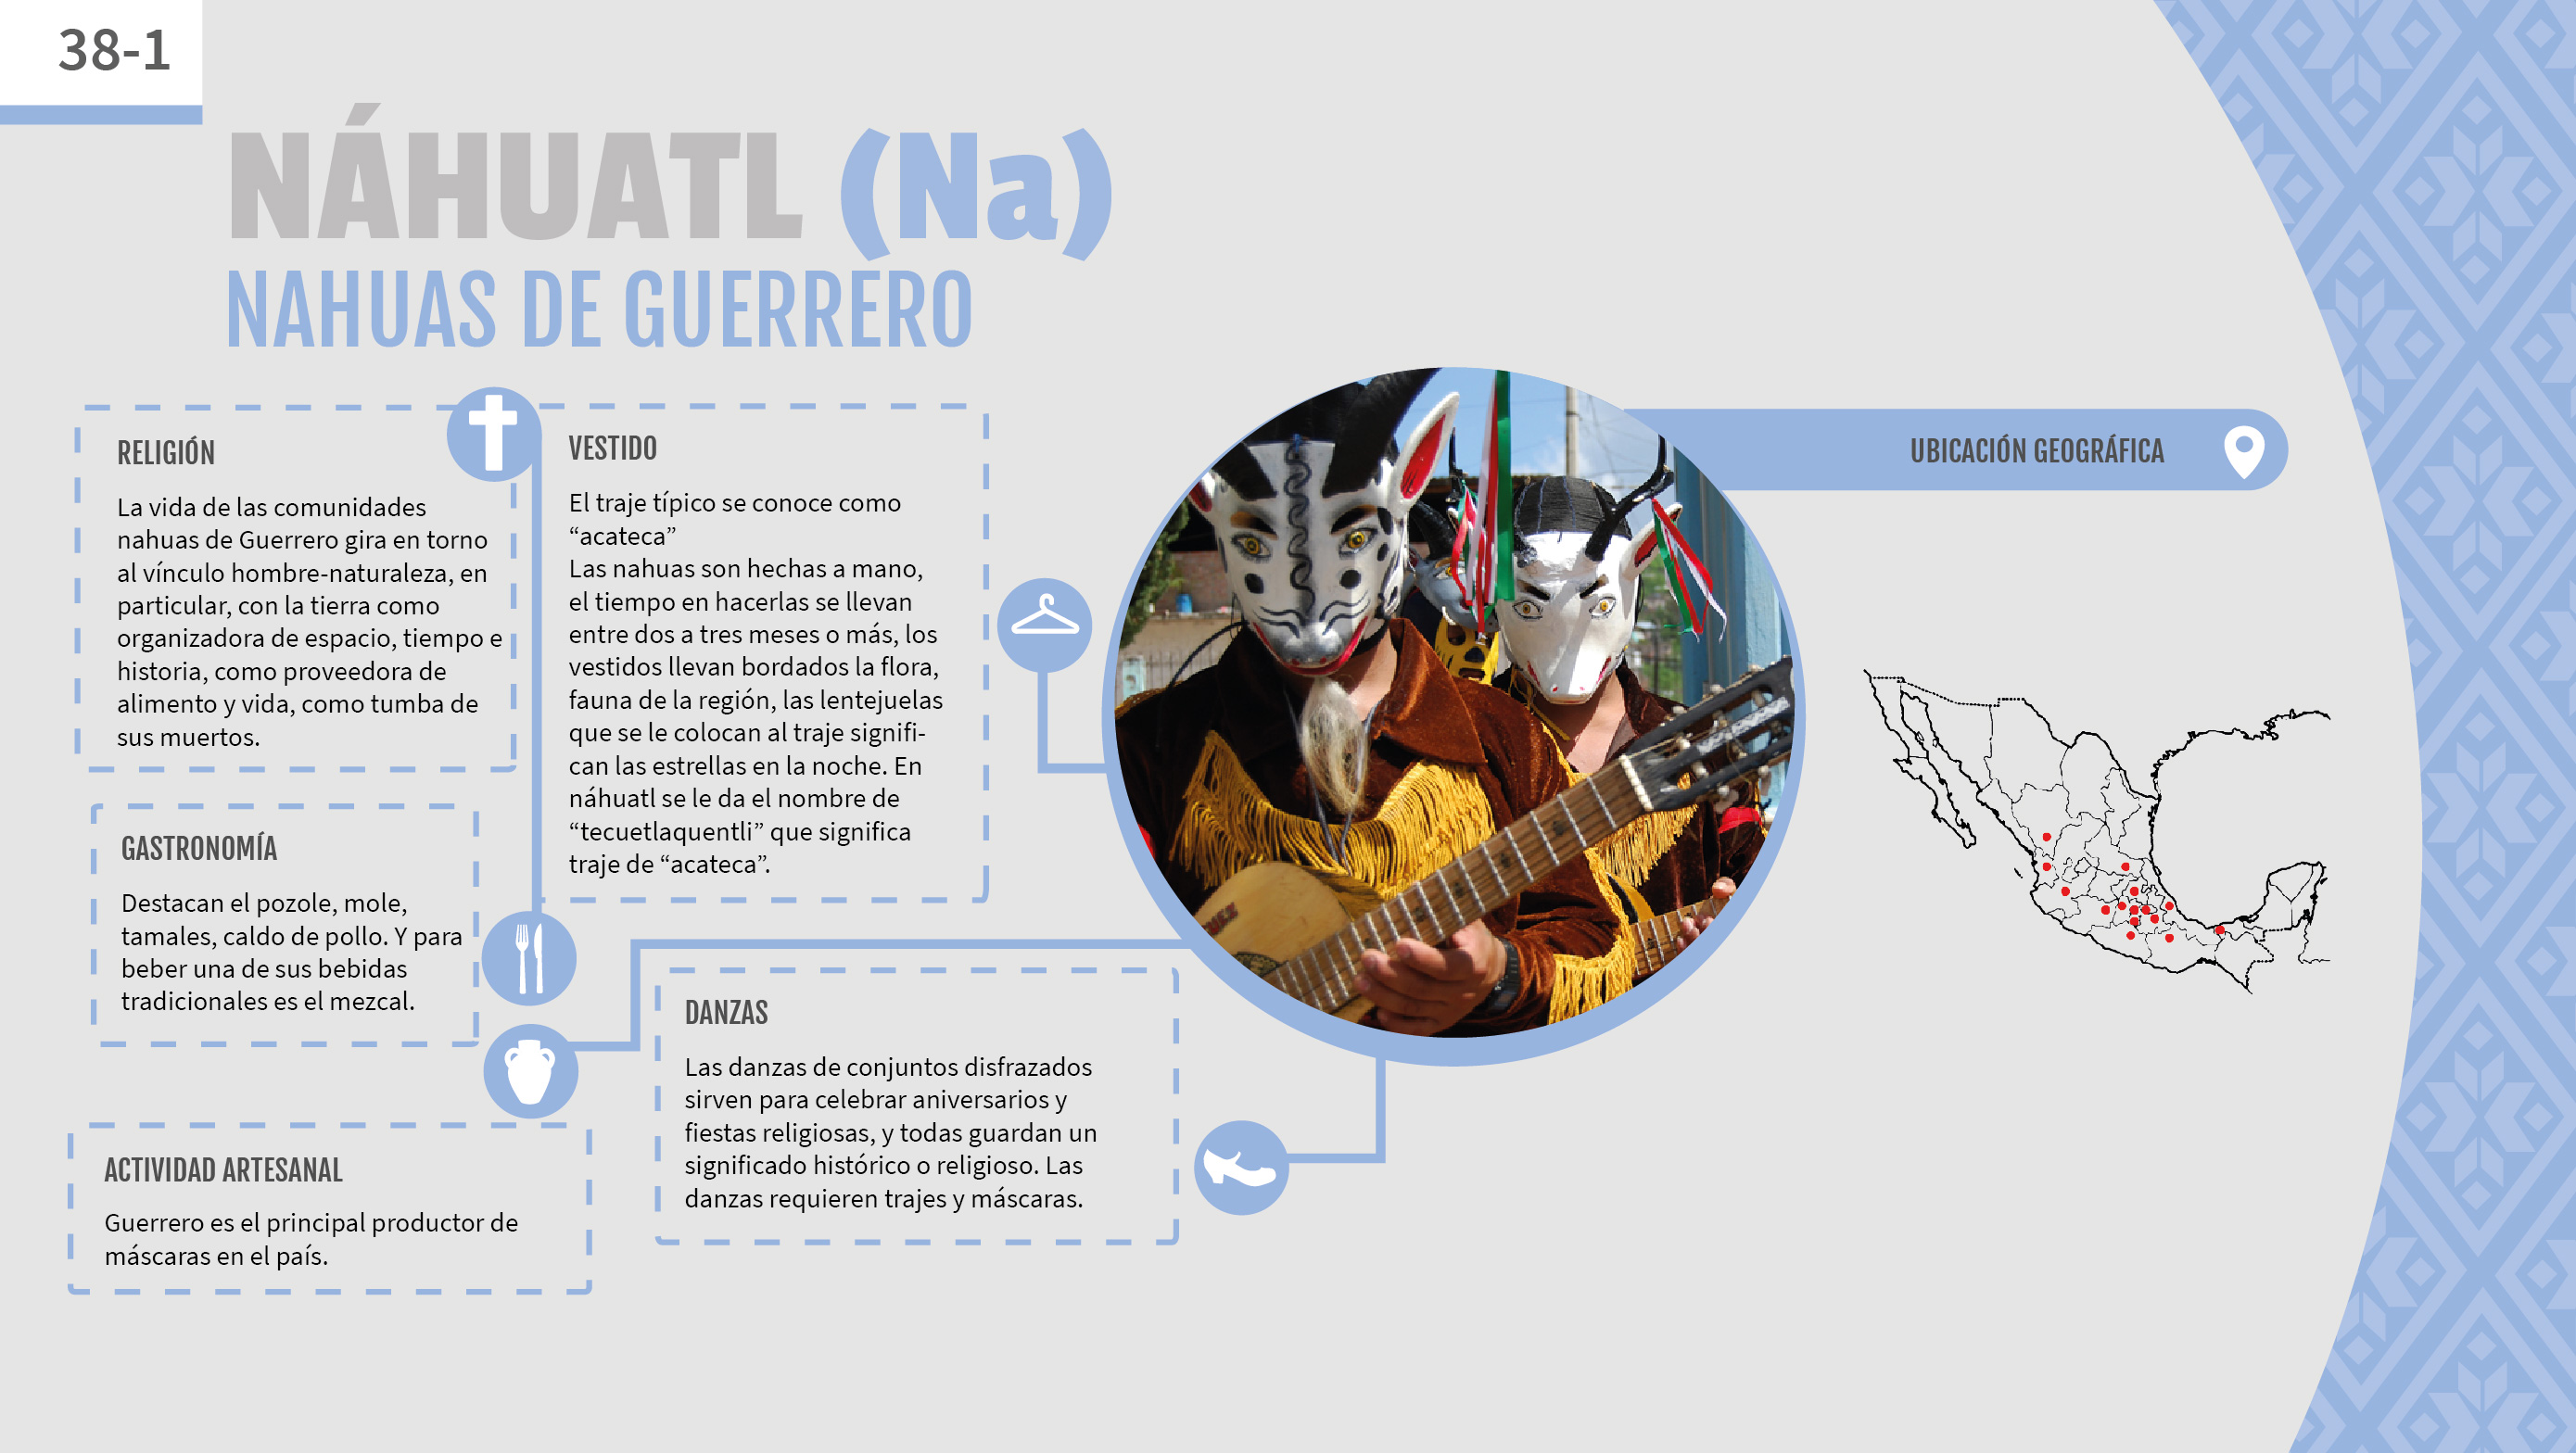 38-1
NÁHUATL (Na)
NAHUAS DE GUERRERO
RELIGIÓN
La vida de las comunidades
nahuas de Guerrero gira en torno
al vínculo hombre-naturaleza, en
particular, con la tierra como
organizadora de espacio, tiempo e
historia, como proveedora de
alimento y vida, como tumba de
sus muertos.
VESTIDO
El traje típico se conoce como
“acateca”
Las nahuas son hechas a mano,
el tiempo en hacerlas se llevan
entre dos a tres meses o más, los
vestidos llevan bordados la flora,
fauna de la región, las lentejuelas
que se le colocan al traje signifi-
can las estrellas en la noche. En
náhuatl se le da el nombre de
“tecuetlaquentli” que significa
traje de “acateca”.
UBICACIÓN GEOGRÁFICA
GASTRONOMÍA
Destacan el pozole, mole,
tamales, caldo de pollo. Y para
beber una de sus bebidas
tradicionales es el mezcal.
DANZAS
Las danzas de conjuntos disfrazados
sirven para celebrar aniversarios y
fiestas religiosas, y todas guardan un
significado histórico o religioso. Las
danzas requieren trajes y máscaras.
ACTIVIDAD ARTESANAL
Guerrero es el principal productor de
máscaras en el país.